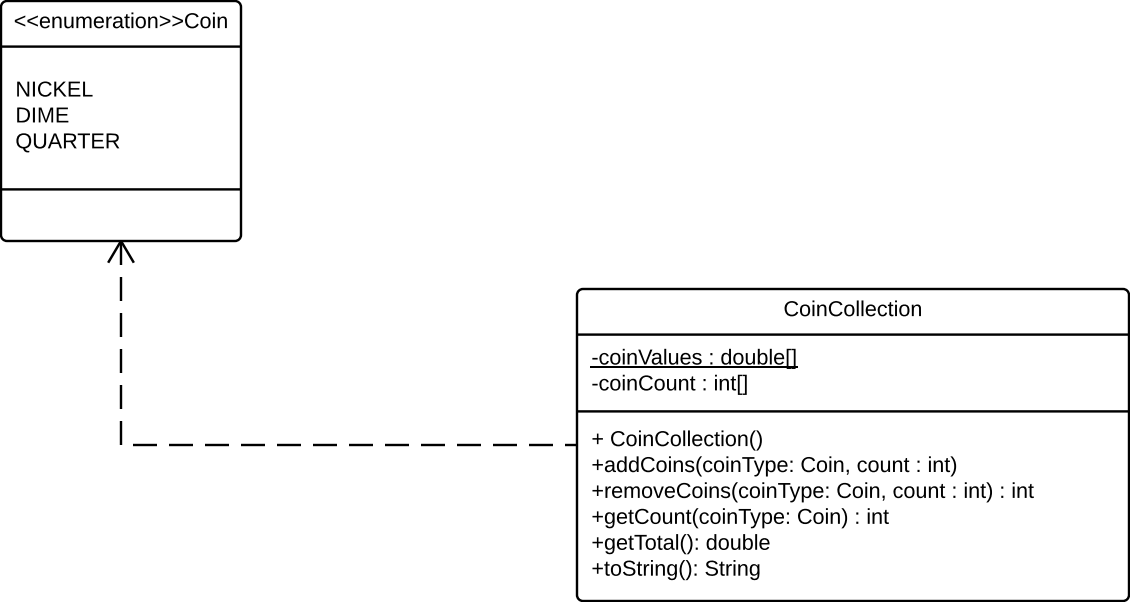 <<enumeration>>Coin
NICKEL
DIME
QUARTER
CoinCollection
-coinValues : double[]
-coinCount : int[]
+ CoinCollection()
+addCoins(coinType: Coin, count : int)
+removeCoins(coinType: Coin, count : int) : int
+getCount(coinType: Coin) : int
+getTotal(): double
+toString(): String